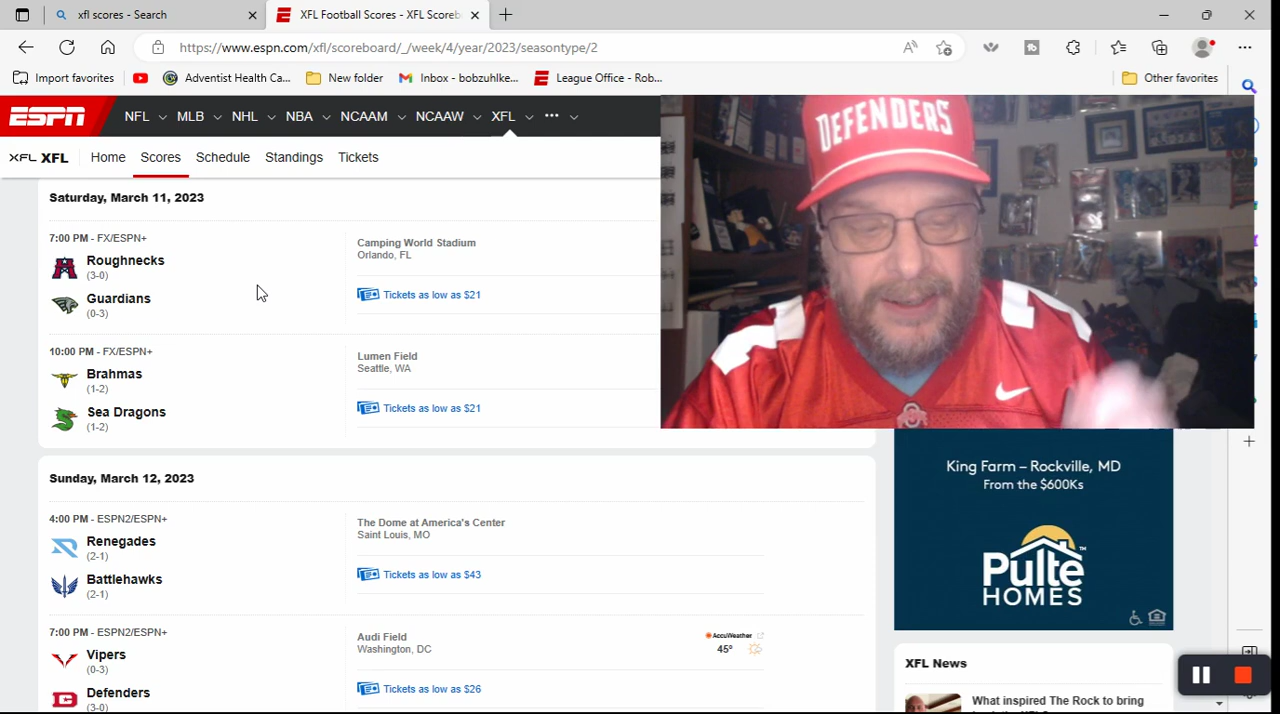 xfl scores - Search
XFL Football Scores - XFL Scoreb
https://www.espn.com/xfl/scoreboard/_/week/4/year/2023/seasontype/2
Import favorites
Adventist Health Ca...
New folder
Inbox - bobzuhlke...
League Office - Rob...
Other favorites
ESPN
NFL
MLB
NHL
NBA
NCAAM
NCAAW
XFL
XFL XFL
Home
Scores
Schedule
Standings
Tickets
DEFENDERS
Saturday, March 11, 2023
7:00 PM - FX/ESPN+
Roughnecks
(3-0)
Guardians
(0-3)
Camping World Stadium
Orlando, FL
Tickets as low as $21
10:00 PM - FX/ESPN+
Brahmas
(1-2)
Sea Dragons
(1-2)
Lumen Field
Seattle, WA
Tickets as low as $21
Sunday, March 12, 2023
4:00 PM - ESPN2/ESPN+
Renegades
(2-1)
Battlehawks
(2-1)
The Dome at America's Center
Saint Louis, MO
Tickets as low as $43
7:00 PM - ESPN2/ESPN+
Vipers
(0-3)
Defenders
(3-0)
Audi Field
Washington, DC
AccuWeather
45°
Tickets as low as $26
King Farm – Rockville, MD
From the $600Ks
Pulte™
HOMES
XFL News
What inspired The Rock to bring